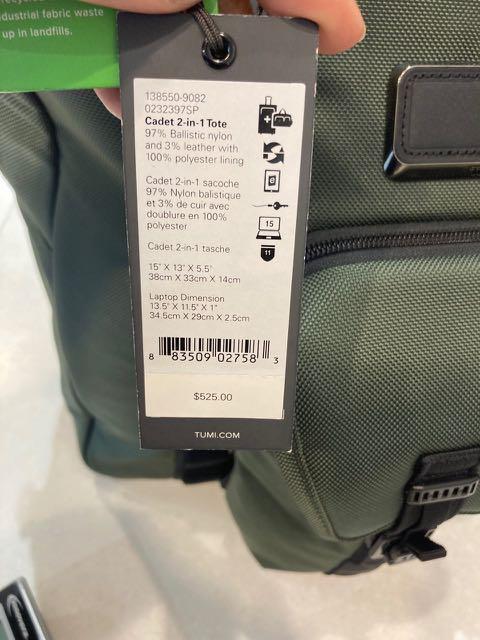 ndustrial fabric waste
up in landfills.
138550-9082
0232397SP
Cadet 2-in-1 Tote
97% Ballistic nylon
and 3% leather with
100% polyester lining
Cadet 2-in-1 sacoche
97% Nylon balistique
et 3% de cuir avec
doublure en 100%
polyester
Cadet 2-in-1 tasche
15" X 13" X 5.5"
38cm X 33cm X 14cm
Laptop Dimension
13.5" X 11.5" X 1"
34.5cm X 29cm X 2.5cm
15
11
8 83509 02758 3
$525.00
TUMI.COM